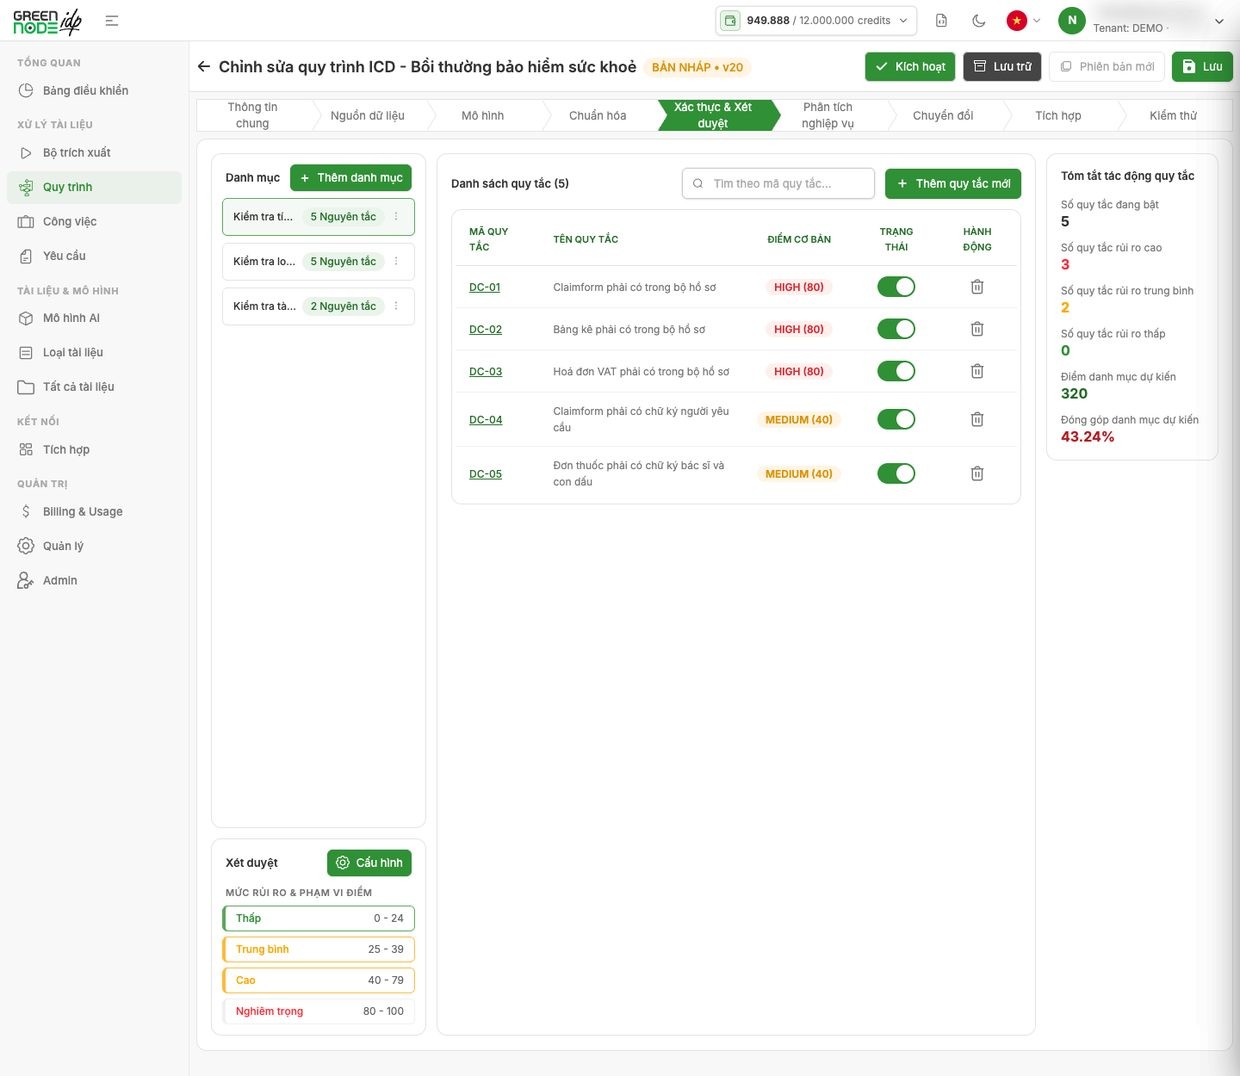 GREEN NODE idp
949.888 / 12.000.000 credits
N
Tenant: DEMO -
TỔNG QUAN
Bảng điều khiển
XỬ LÝ TÀI LIỆU
Bộ trích xuất
Quy trình
Công việc
Yêu cầu
TÀI LIỆU & MÔ HÌNH
Mô hình AI
Loại tài liệu
Tất cả tài liệu
KẾT NỐI
Tích hợp
QUẢN TRỊ
Billing & Usage
Quản lý
Admin
Chỉnh sửa quy trình ICD - Bồi thường bảo hiểm sức khoẻ
BẢN NHÁP • v20
Kích hoạt
Lưu trữ
Phiên bản mới
Lưu
Thông tin chung
Nguồn dữ liệu
Mô hình
Chuẩn hóa
Xác thực & Xét duyệt
Phân tích nghiệp vụ
Chuyển đổi
Tích hợp
Kiểm thử
Danh mục
+ Thêm danh mục
Kiểm tra tí... 5 Nguyên tắc
Kiểm tra lo... 5 Nguyên tắc
Kiểm tra tà... 2 Nguyên tắc
Xét duyệt
Cấu hình
MỨC RỦI RO & PHẠM VI ĐIỂM
Thấp 0 - 24
Trung bình 25 - 39
Cao 40 - 79
Nghiêm trọng 80 - 100
Danh sách quy tắc (5)
Tìm theo mã quy tắc...
+ Thêm quy tắc mới
MÃ QUY TẮC
TÊN QUY TẮC
ĐIỂM CƠ BẢN
TRẠNG THÁI
HÀNH ĐỘNG
DC-01 Claimform phải có trong bộ hồ sơ HIGH (80)
DC-02 Bảng kê phải có trong bộ hồ sơ HIGH (80)
DC-03 Hoá đơn VAT phải có trong bộ hồ sơ HIGH (80)
DC-04 Claimform phải có chữ ký người yêu cầu MEDIUM (40)
DC-05 Đơn thuốc phải có chữ ký bác sĩ và con dấu MEDIUM (40)
Tóm tắt tác động quy tắc
Số quy tắc đang bật
5
Số quy tắc rủi ro cao
3
Số quy tắc rủi ro trung bình
2
Số quy tắc rủi ro thấp
0
Điểm danh mục dự kiến
320
Đóng góp danh mục dự kiến
43.24%